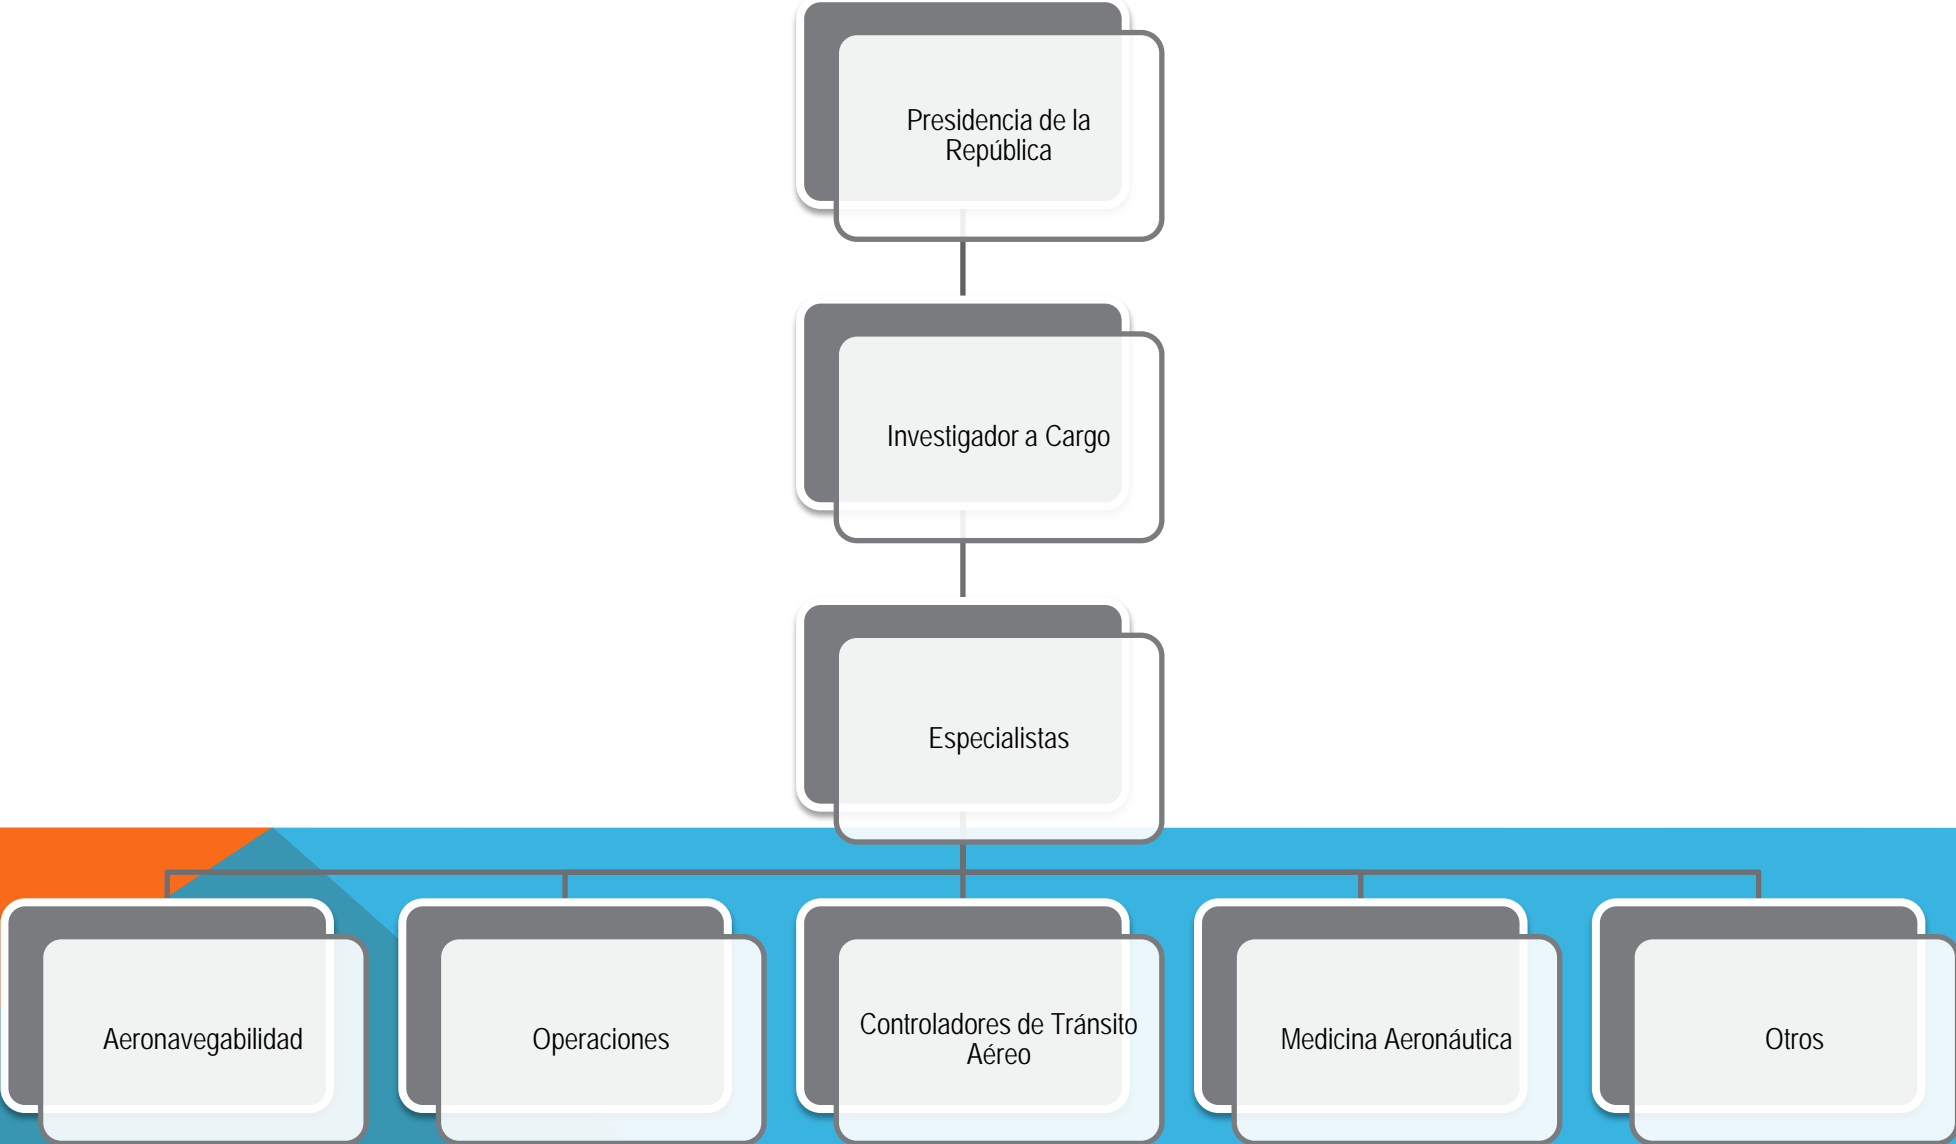 Presidencia de la
República
Investigador a Cargo
Especialistas
Aeronavegabilidad
Operaciones
Controladores de Tránsito
Aéreo
Medicina Aeronáutica
Otros